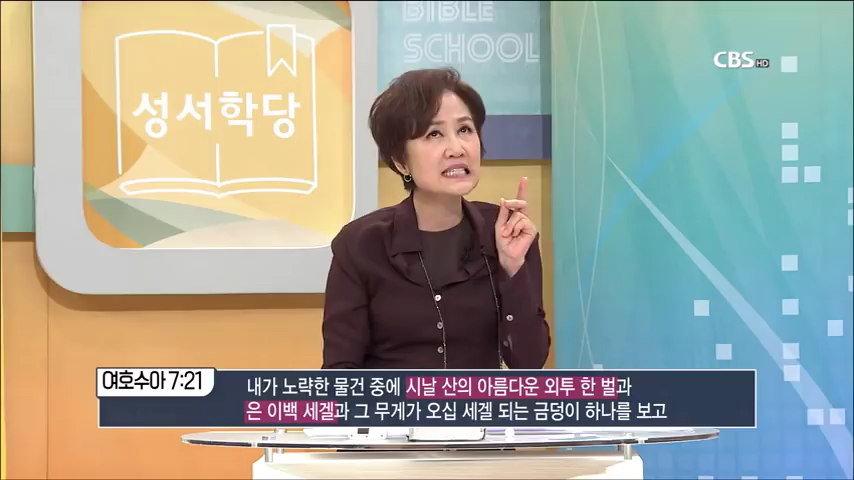 BIBLE
SCHOOL
CBS HD
성서학당
여호수아 7:21
내가 노략한 물건 중에 시날 산의 아름다운 외투 한 벌과
은 이백 세겔과 그 무게가 오십 세겔 되는 금덩이 하나를 보고